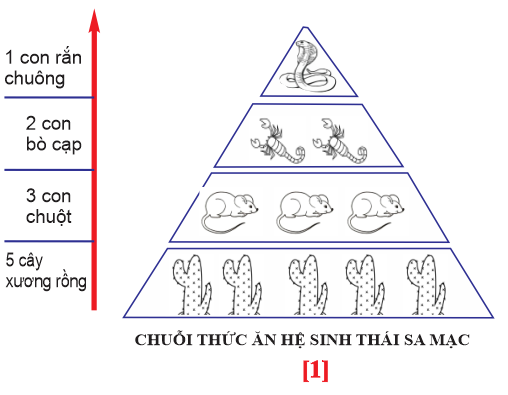 1 con rắn
chuông
2 con
bò cạp
3 con
chuột
5 cây
xương rồng
CHUỖI THỨC ĂN HỆ SINH THÁI SA MẠC
[1]